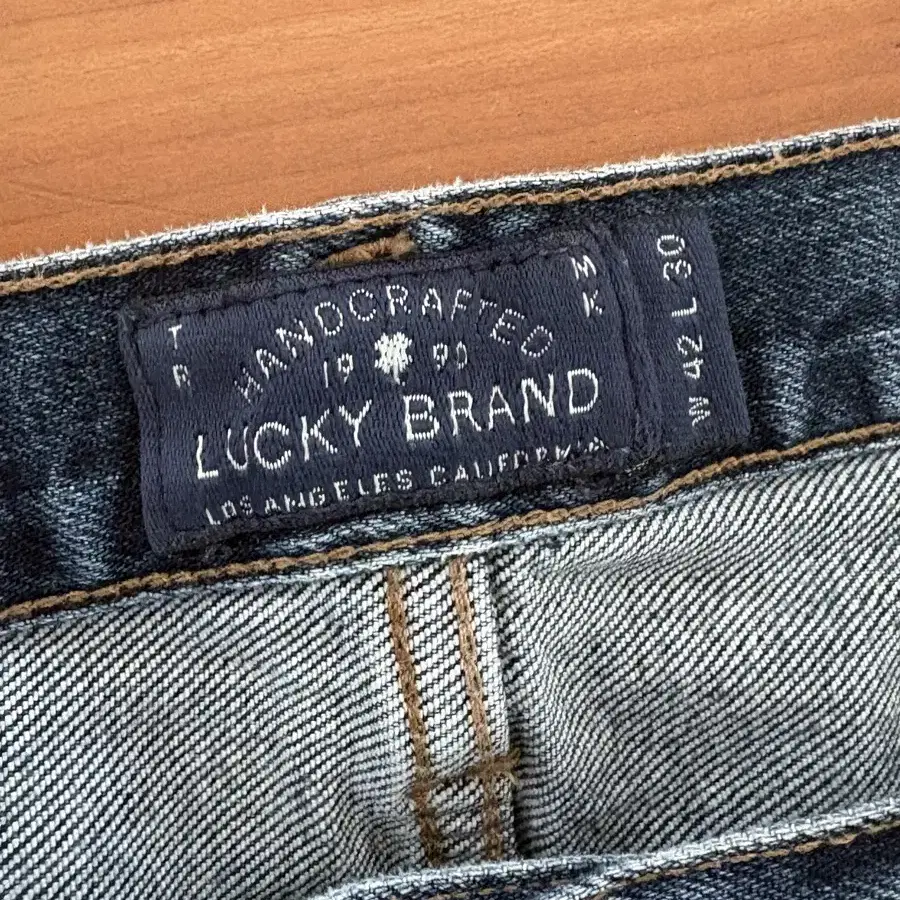 T R
M K
HANDCRAFTED
19 90
LUCKY BRAND
LOS ANGELES CALIFORNIA
W 42 L 30